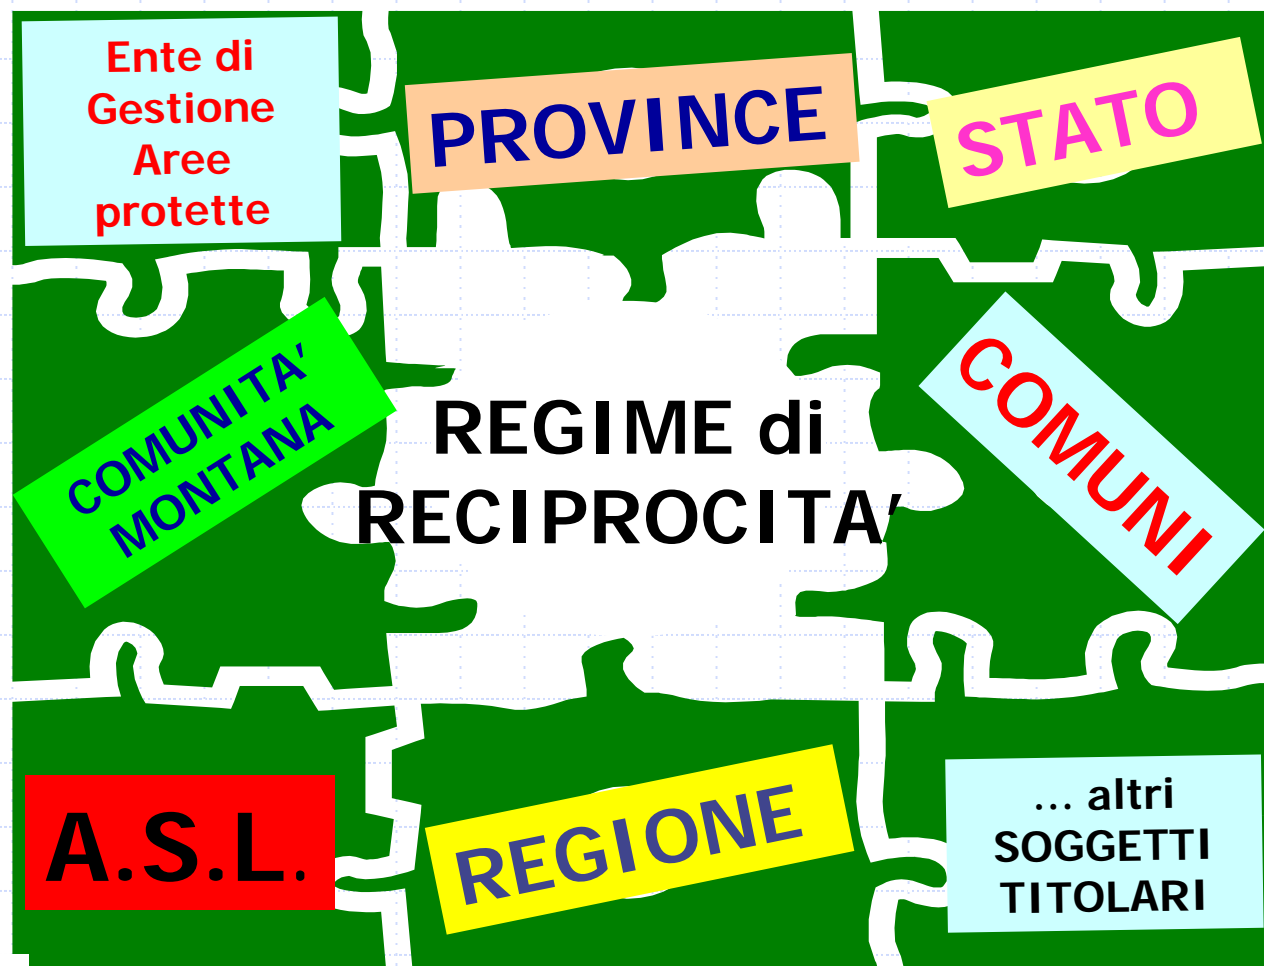 Ente di
Gestione
Aree
protette
PROVINCE
STATO
COMUNITA'
MONTANA
REGIME di
RECIPROCITA'
COMUNI
A.S.L.
REGIONE
... altri
SOGGETTI
TITOLARI